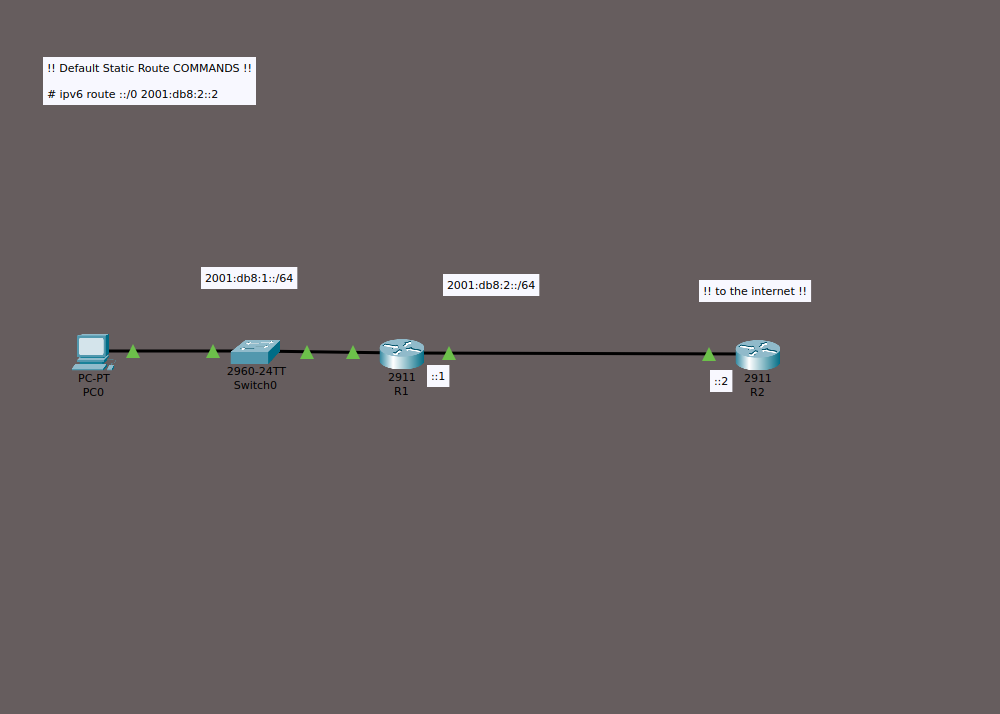 !! Default Static Route COMMANDS !!
# ipv6 route ::/0 2001:db8:2::2
2001:db8:1::/64
2001:db8:2::/64
!! to the internet !!
PC-PT
PC0
2960-24TT
Switch0
2911
R1
::1
::2
2911
R2